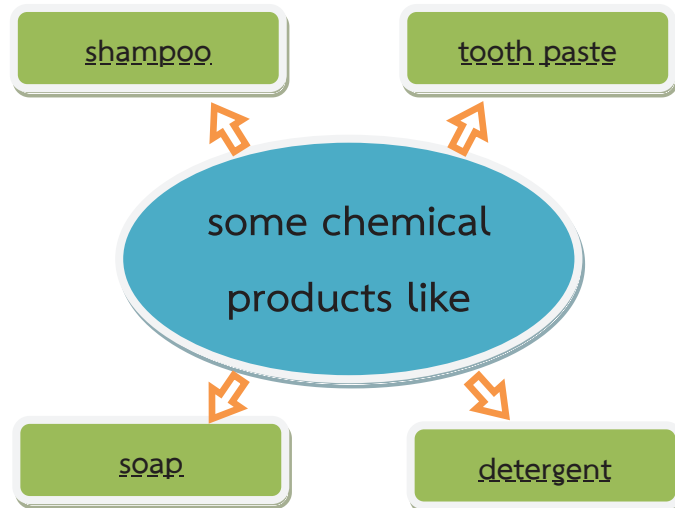 shampoo
tooth paste
some chemical
products like
soap
detergent